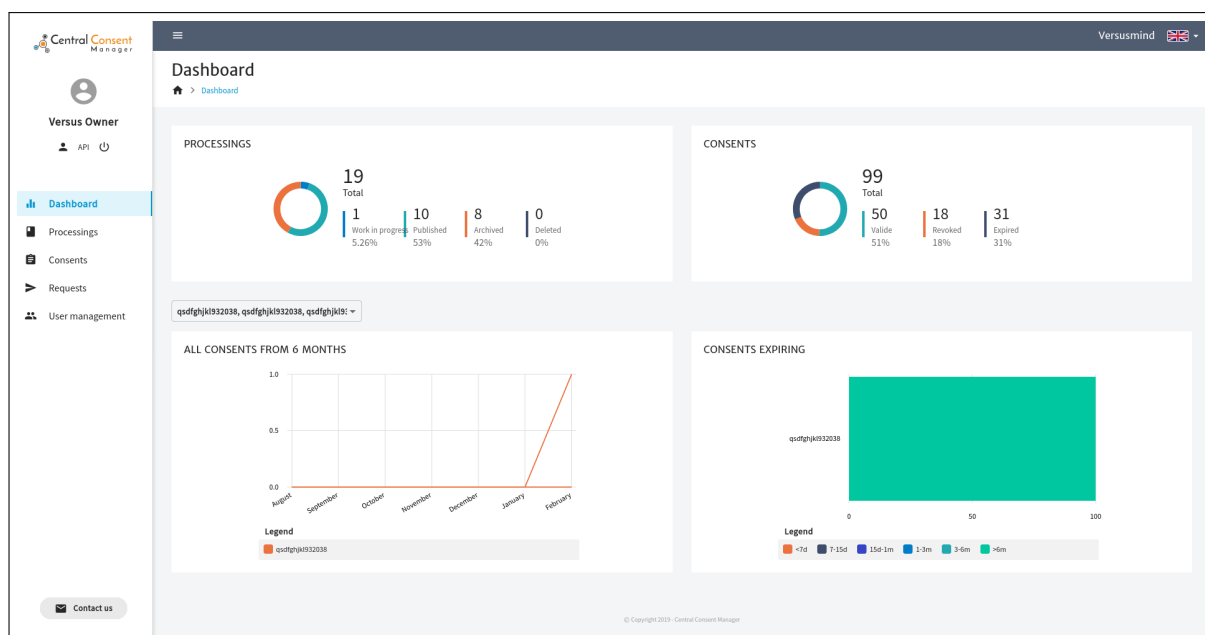 Central Consent
Manager
Versus Owner
API
Dashboard
Processings
Consents
Requests
User management
Contact us
Versusmind
Dashboard
> Dashboard
PROCESSINGS
19
Total
1
Work in progress
5.26%
10
Published
53%
8
Archived
42%
0
Deleted
0%
CONSENTS
99
Total
50
Valide
51%
18
Revoked
18%
31
Expired
31%
qsdfghjkl932038, qsdfghjkl932038, qsdfghjkl93
ALL CONSENTS FROM 6 MONTHS
1.0
0.5
0.0
August
September
October
November
December
January
February
Legend
qsdfghjkl932038
CONSENTS EXPIRING
qsdfghjkl932038
0
50
100
Legend
<7d 7-15d 15d-1m 1-3m 3-6m >6m
© Copyright 2019 - Central Consent Manager